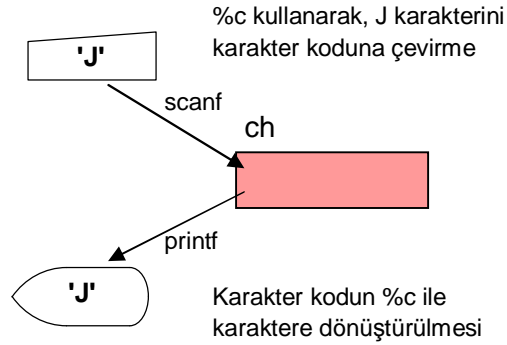 %c kullanarak, J karakterini
karakter koduna çevirme
'J'
scanf
ch
printf
'J'
Karakter kodun %c ile
karaktere dönüştürülmesi